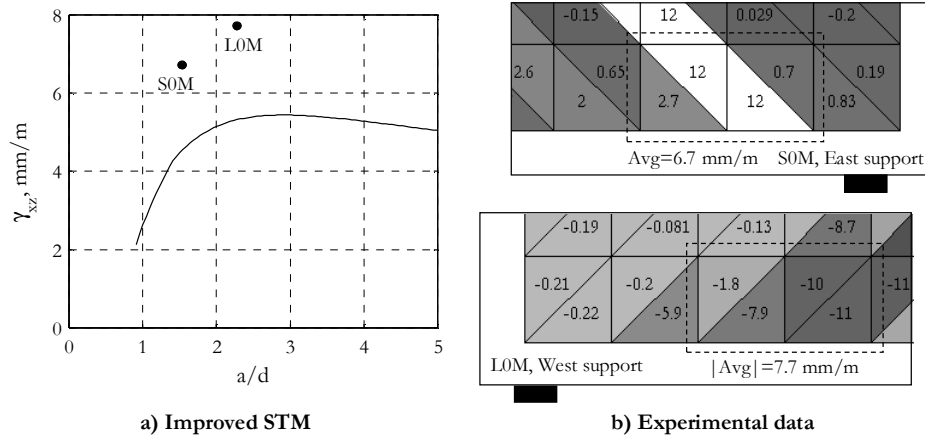 8
6
4
2
0
γxz, mm/m
S0M
L0M
0 1 2 3 4 5
a/d
a) Improved STM
-0.15 12 0.029 -0.2
2.6 0.65 12 0.7 0.19
2 2.7 12 0.83
Avg=6.7 mm/m S0M, East support
-0.19 -0.081 -0.13 -8.7
-0.21 -0.2 -1.8 -10 -11
-0.22 -5.9 -7.9 -11
L0M, West support |Avg|=7.7 mm/m
b) Experimental data